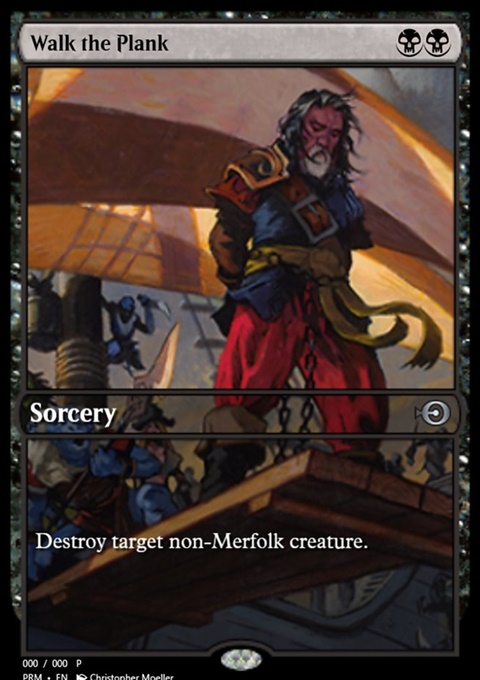 Walk the Plank
Sorcery
Destroy target non-Merfolk creature.
000 / 000 P
PRM • EN Christopher Moeller